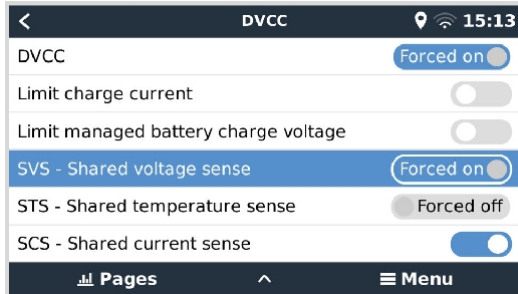 DVCC 15:13
DVCC Forced on
Limit charge current
Limit managed battery charge voltage
SVS - Shared voltage sense Forced on
STS - Shared temperature sense Forced off
SCS - Shared current sense
Pages Menu